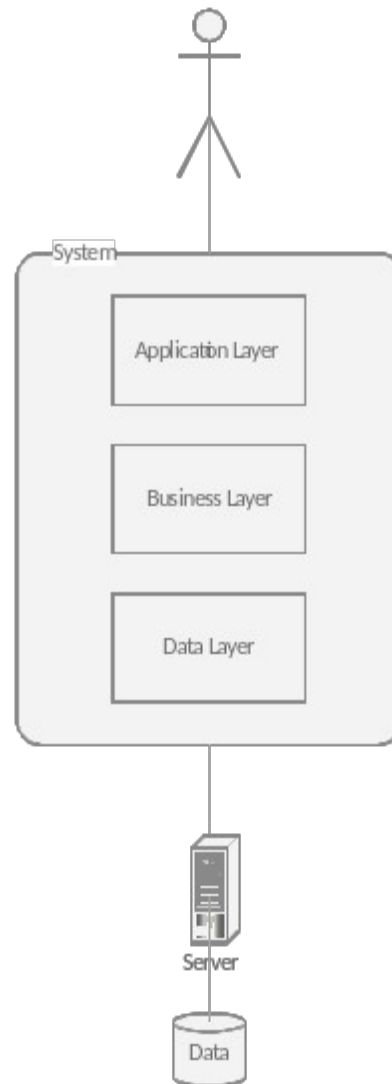 System
Application Layer
Business Layer
Data Layer
Server
Data